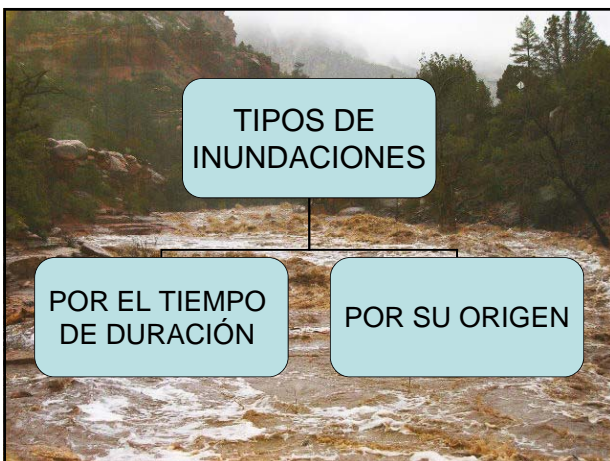 TIPOS DE
INUNDACIONES
POR EL TIEMPO
DE DURACIÓN
POR SU ORIGEN